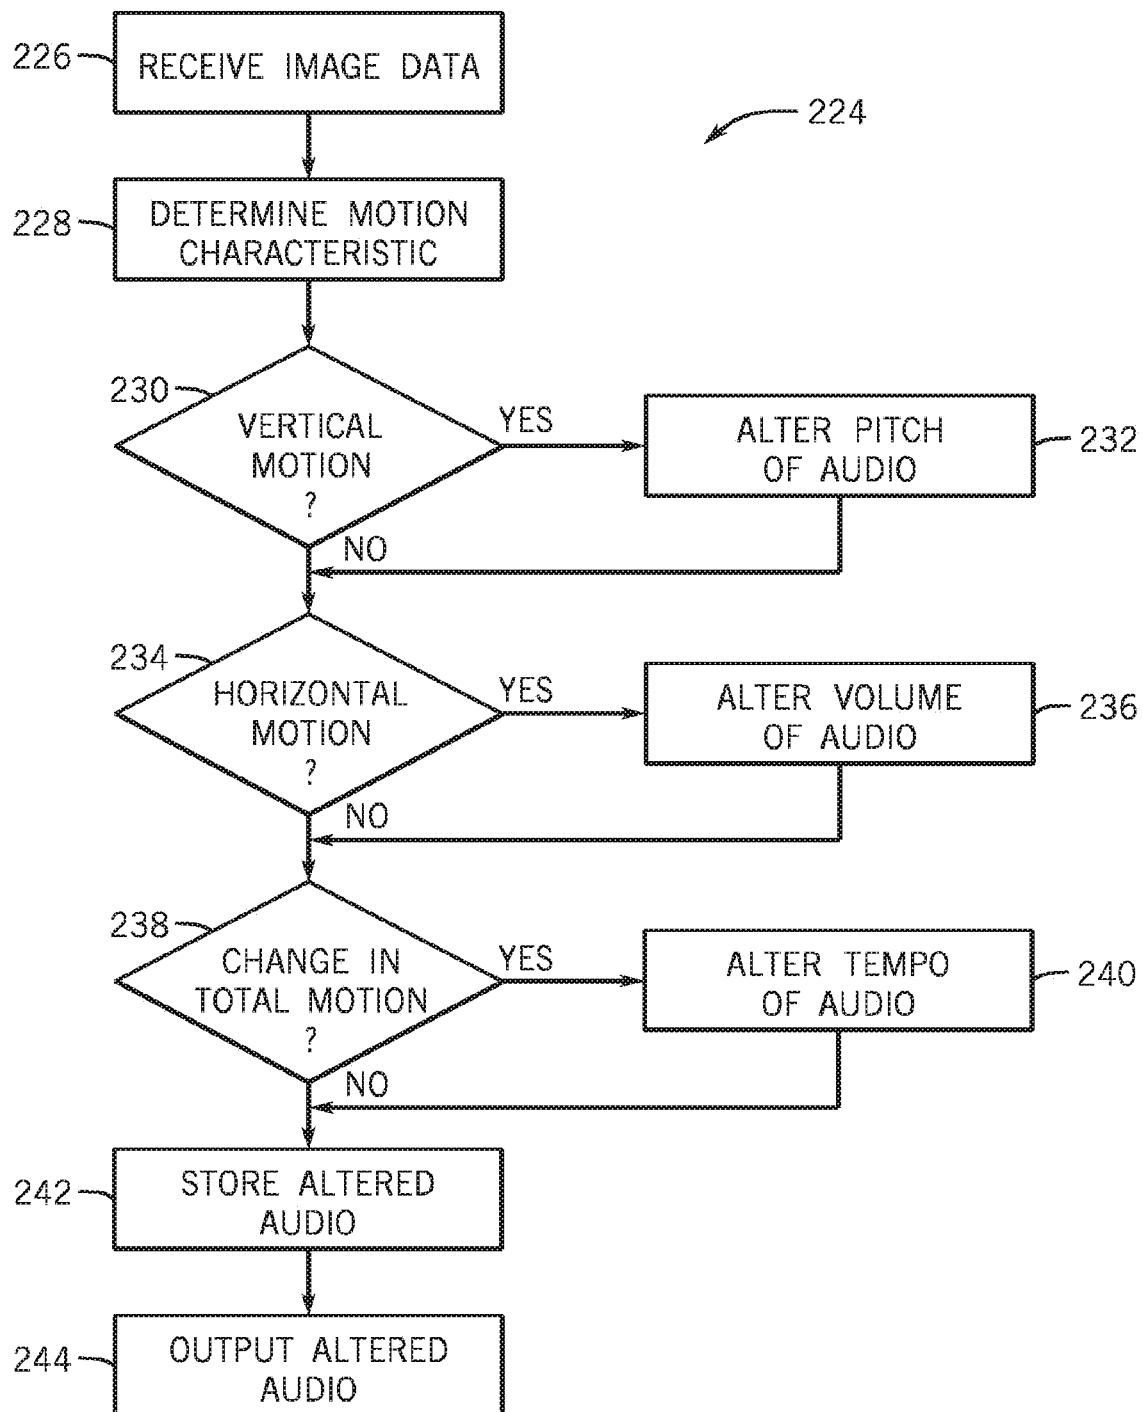 226
RECEIVE IMAGE DATA
224
228
DETERMINE MOTION
CHARACTERISTIC
230
VERTICAL
MOTION
?
YES
ALTER PITCH
OF AUDIO
232
NO
234
HORIZONTAL
MOTION
?
YES
ALTER VOLUME
OF AUDIO
236
NO
238
CHANGE IN
TOTAL MOTION
?
YES
ALTER TEMPO
OF AUDIO
240
NO
242
STORE ALTERED
AUDIO
244
OUTPUT ALTERED
AUDIO